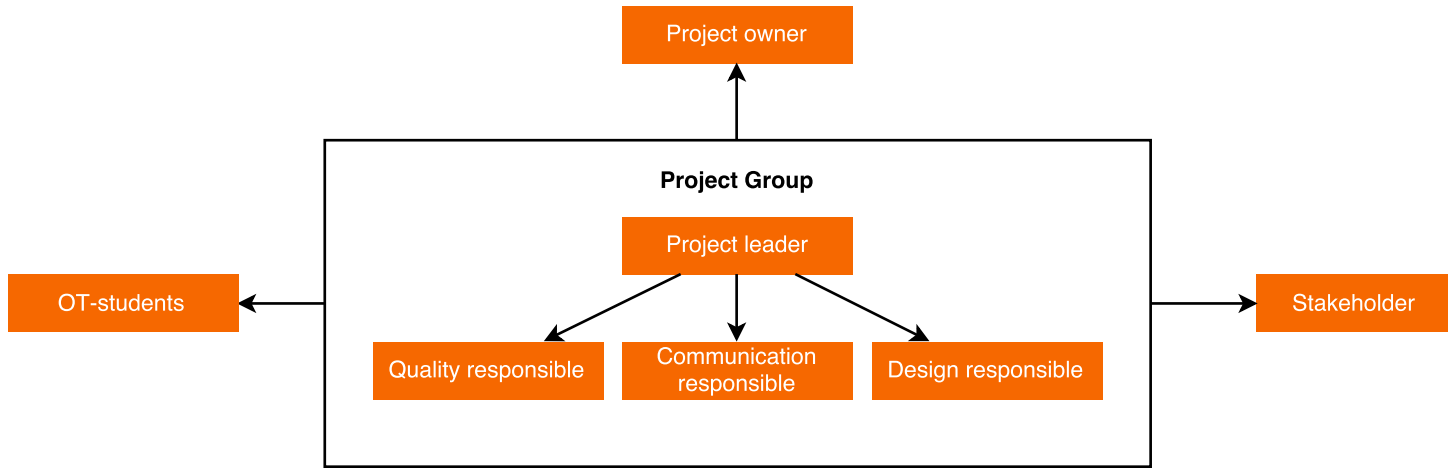 Project owner
Project Group
Project leader
OT-students
Stakeholder
Quality responsible
Communication
responsible
Design responsible